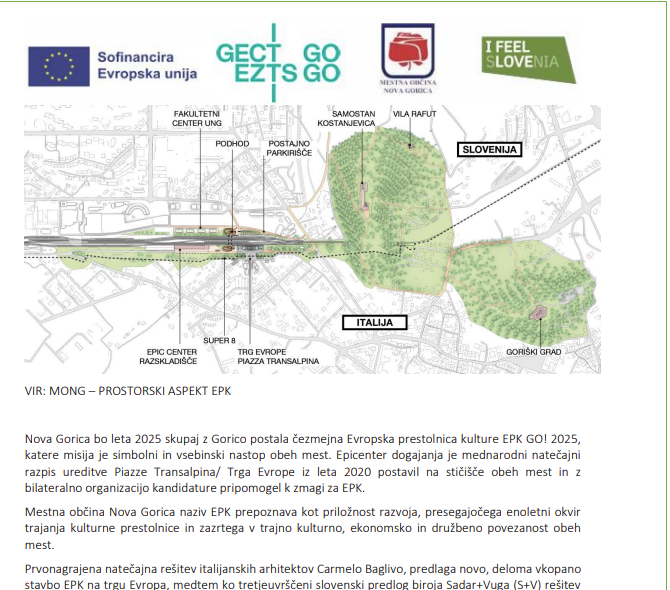 Sofinancira
Evropska unija
GECT GO
EZTS GO
MESTNA OBČINA
NOVA GORICA
I FEEL
SLOVENIA
FAKULTETNI
CENTER UNG
PODHOD
POSTAJNO
PARKIRIŠČE
SAMOSTAN
KOSTANJEVICA
VILA RAFUT
SLOVENIJA
ITALIJA
EPIC CENTER
RAZSKLADIŠČE
SUPER 8
TRG EVROPE
PIAZZA TRANSALPINA
GORIŠKI GRAD
VIR: MONG – PROSTORSKI ASPEKT EPK
Nova Gorica bo leta 2025 skupaj z Gorico postala čezmejna Evropska prestolnica kulture EPK GO! 2025,
katere misija je simbolni in vsebinski nastop obeh mest. Epicenter dogajanja je mednarodni natečajni
razpis ureditve Piazze Transalpina/ Trga Evrope iz leta 2020 postavil na stičišče obeh mest in z
bilateralno organizacijo kandidature pripomogel k zmagi za EPK.
Mestna občina Nova Gorica naziv EPK prepoznava kot priložnost razvoja, presegajočega enoletni okvir
trajanja kulturne prestolnice in zazrtega v trajno kulturno, ekonomsko in družbeno povezanost obeh
mest.
Prvonagrajena natečajna rešitev italijanskih arhitektov Carmelo Baglivo, predlaga novo, deloma vkopano
stavbo EPK na trgu Evropa, medtem ko tretjeuvrščeni slovenski predlog biroja Sadar+Vuga (S+V) rešitev